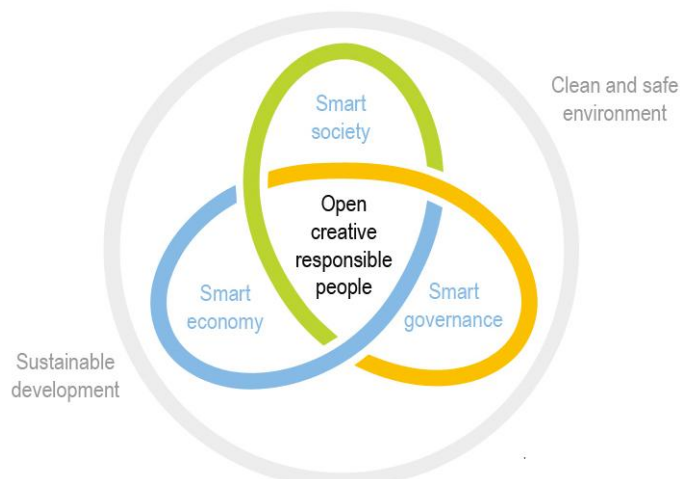 Clean and safe
environment
Smart
society
Open
creative
responsible
people
Smart
economy
Smart
governance
Sustainable
development